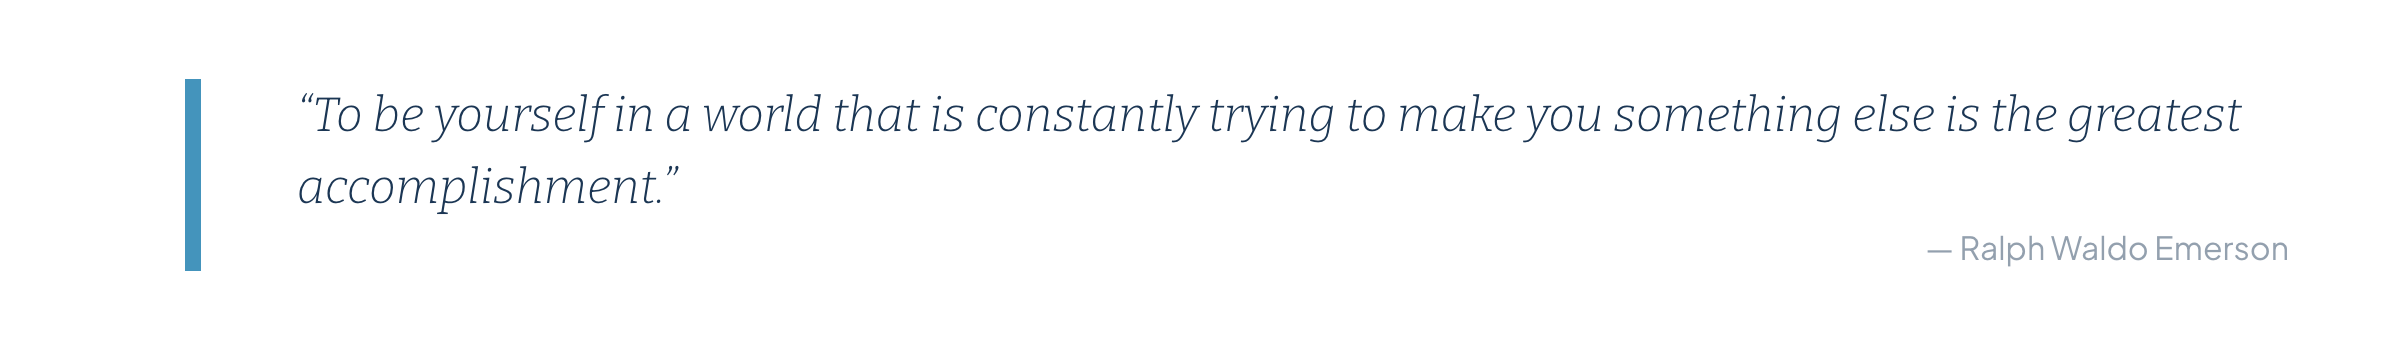 “To be yourself in a world that is constantly trying to make you something else is the greatest
accomplishment.”
— Ralph Waldo Emerson